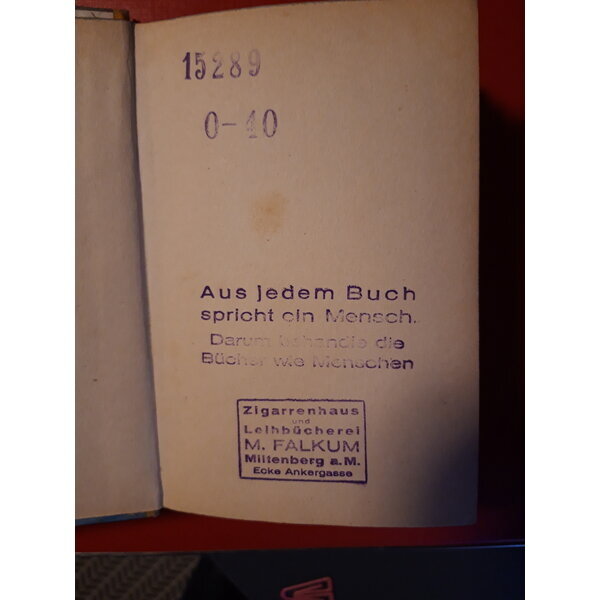 15289
0-40
Aus jedem Buch
spricht ein Mensch.
Darum behandle die
Bücher wie Menschen
Zigarrenhaus
und
Leihbücherei
M. FALKUM
Miltenberg a.M.
Ecke Ankergasse